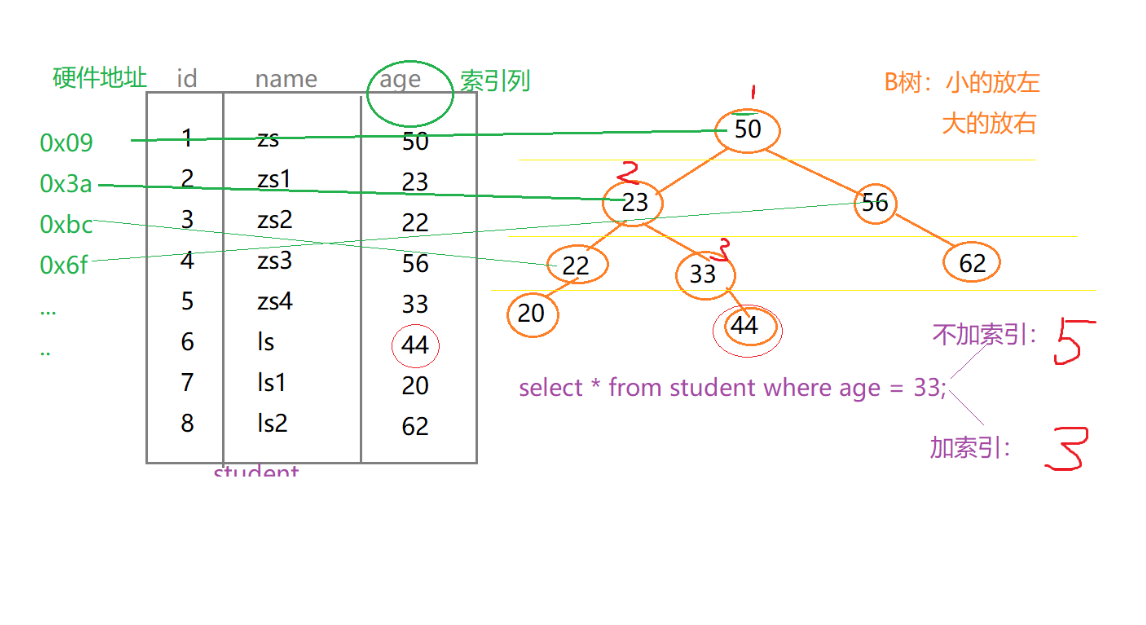 硬件地址 id name age 索引列
0x09 1 zs 50
0x3a 2 zs1 23
0xbc 3 zs2 22
0x6f 4 zs3 56
... 5 zs4 33
.. 6 ls 44
7 ls1 20
8 ls2 62
student
B树：小的放左
大的放右
1
50
2
23
56
22
3
33
62
20
44
不加索引： 5
select * from student where age = 33;
加索引： 3